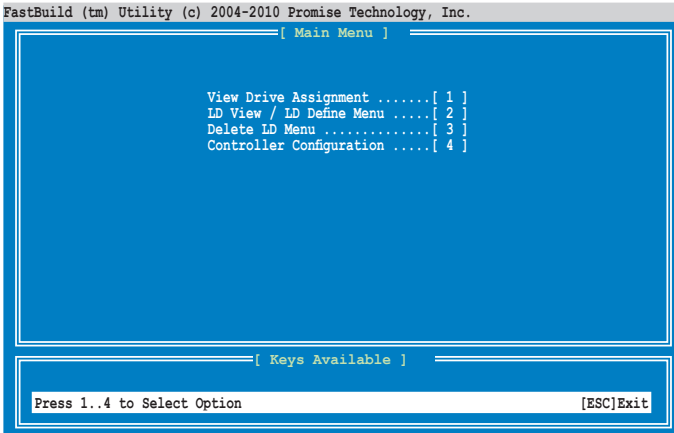 FastBuild (tm) Utility (c) 2004-2010 Promise Technology, Inc.
[ Main Menu ]
View Drive Assignment .......[ 1 ]
LD View / LD Define Menu .....[ 2 ]
Delete LD Menu ..............[ 3 ]
Controller Configuration .....[ 4 ]
[ Keys Available ]
Press 1..4 to Select Option [ESC]Exit